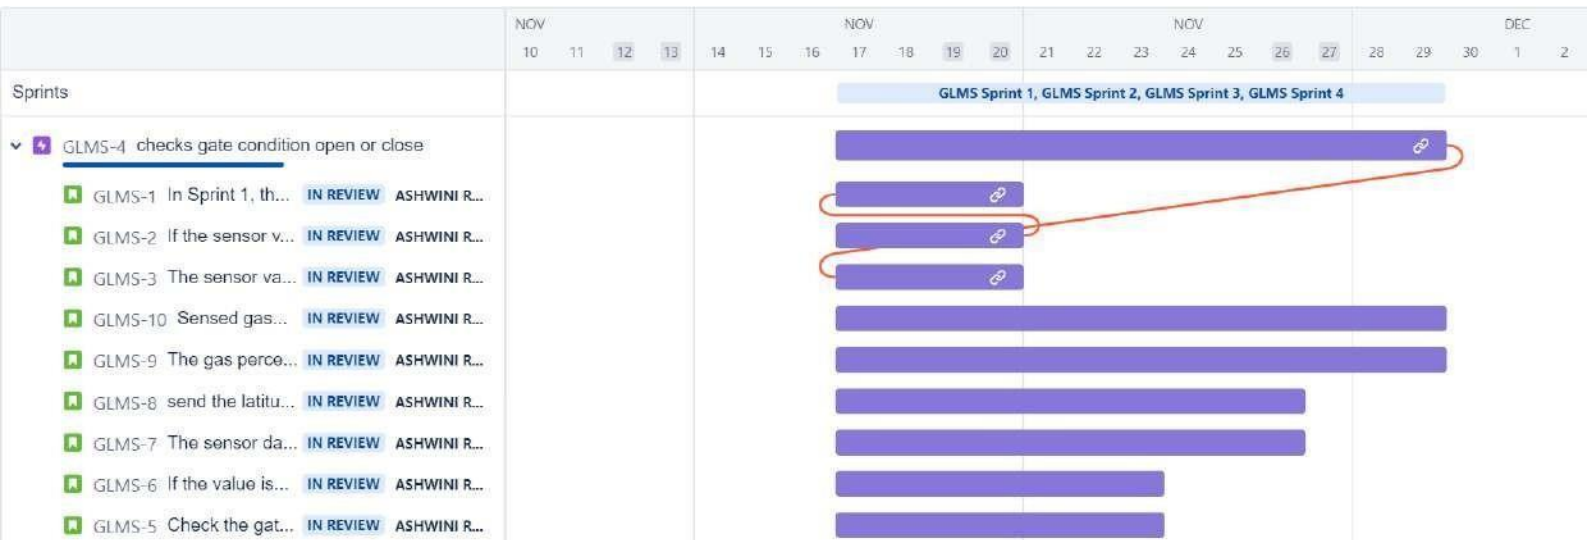 NOV NOV NOV DEC
10 11 12 13 14 15 16 17 18 19 20 21 22 23 24 25 26 27 28 29 30 1 2
Sprints GLMS Sprint 1, GLMS Sprint 2, GLMS Sprint 3, GLMS Sprint 4
GLMS-4 checks gate condition open or close
GLMS-1 In Sprint 1, th... IN REVIEW ASHWINI R...
GLMS-2 If the sensor v... IN REVIEW ASHWINI R...
GLMS-3 The sensor va... IN REVIEW ASHWINI R...
GLMS-10 Sensed gas... IN REVIEW ASHWINI R...
GLMS-9 The gas perce... IN REVIEW ASHWINI R...
GLMS-8 send the latitu... IN REVIEW ASHWINI R...
GLMS-7 The sensor da... IN REVIEW ASHWINI R...
GLMS-6 If the value is... IN REVIEW ASHWINI R...
GLMS-5 Check the gat... IN REVIEW ASHWINI R...